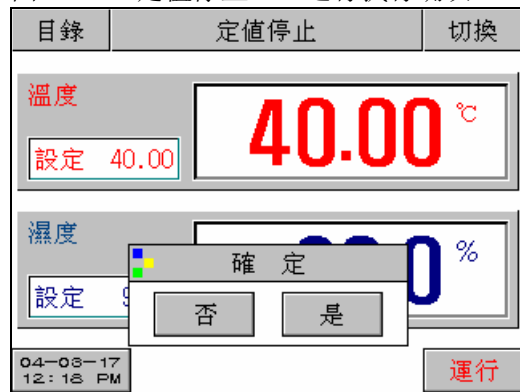 目錄 定值停止 切換
溫度
40.00 ℃
設定 40.00
濕度
%
設定
確 定
否 是
04-03-17
12:18 PM
運行